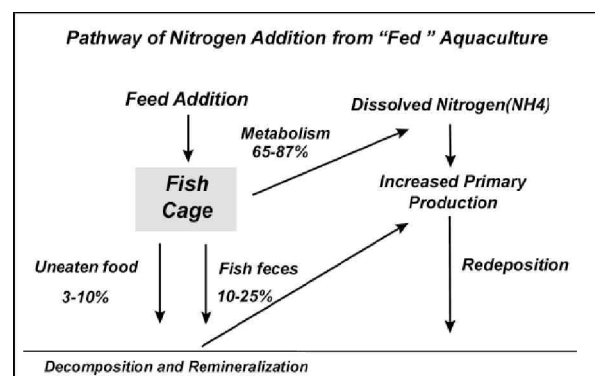 Pathway of Nitrogen Addition from “Fed ” Aquaculture
Feed Addition
Dissolved Nitrogen(NH4)
Metabolism
65-87%
Fish
Cage
Increased Primary
Production
Uneaten food
3-10%
Fish feces
10-25%
Redeposition
Decomposition and Remineralization